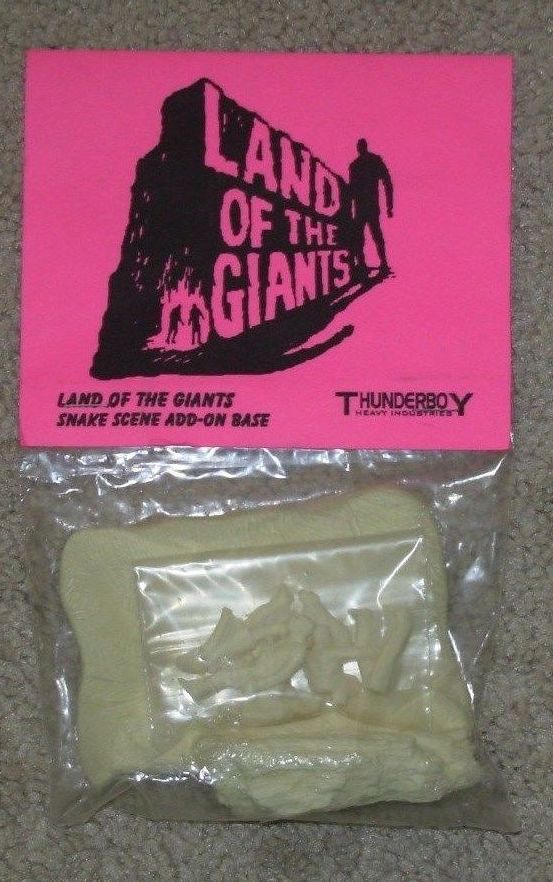 LAND
OF THE
GIANTS
LAND OF THE GIANTS
SNAKE SCENE ADD-ON BASE
THUNDERBOY
HEAVY INDUSTRIES